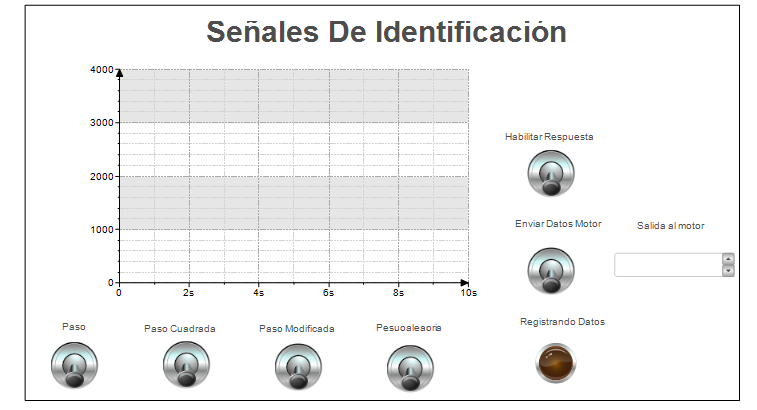 Señales De Identificación
4000
3000
2000
1000
0
0 2s 4s 6s 8s 10s
Habilitar Respuesta
Enviar Datos Motor
Salida al motor
Registrando Datos
Paso
Paso Cuadrada
Paso Modificada
Pesuoaleaoria